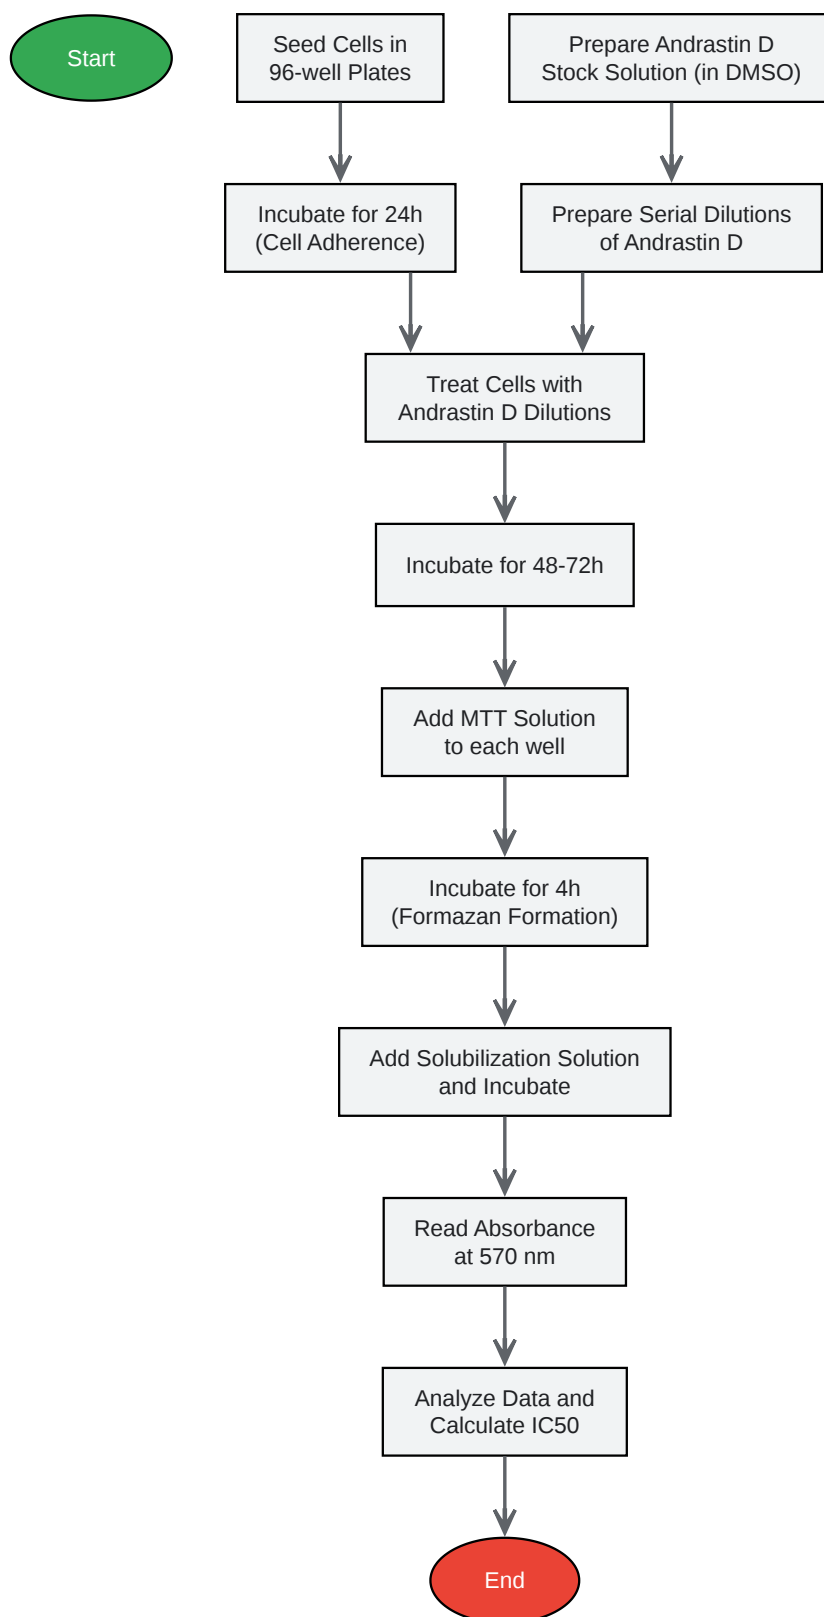 Start
Seed Cells in
96-well Plates
Prepare Andrastin D
Stock Solution (in DMSO)
Incubate for 24h
(Cell Adherence)
Prepare Serial Dilutions
of Andrastin D
Treat Cells with
Andrastin D Dilutions
Incubate for 48-72h
Add MTT Solution
to each well
Incubate for 4h
(Formazan Formation)
Add Solubilization Solution
and Incubate
Read Absorbance
at 570 nm
Analyze Data and
Calculate IC50
End